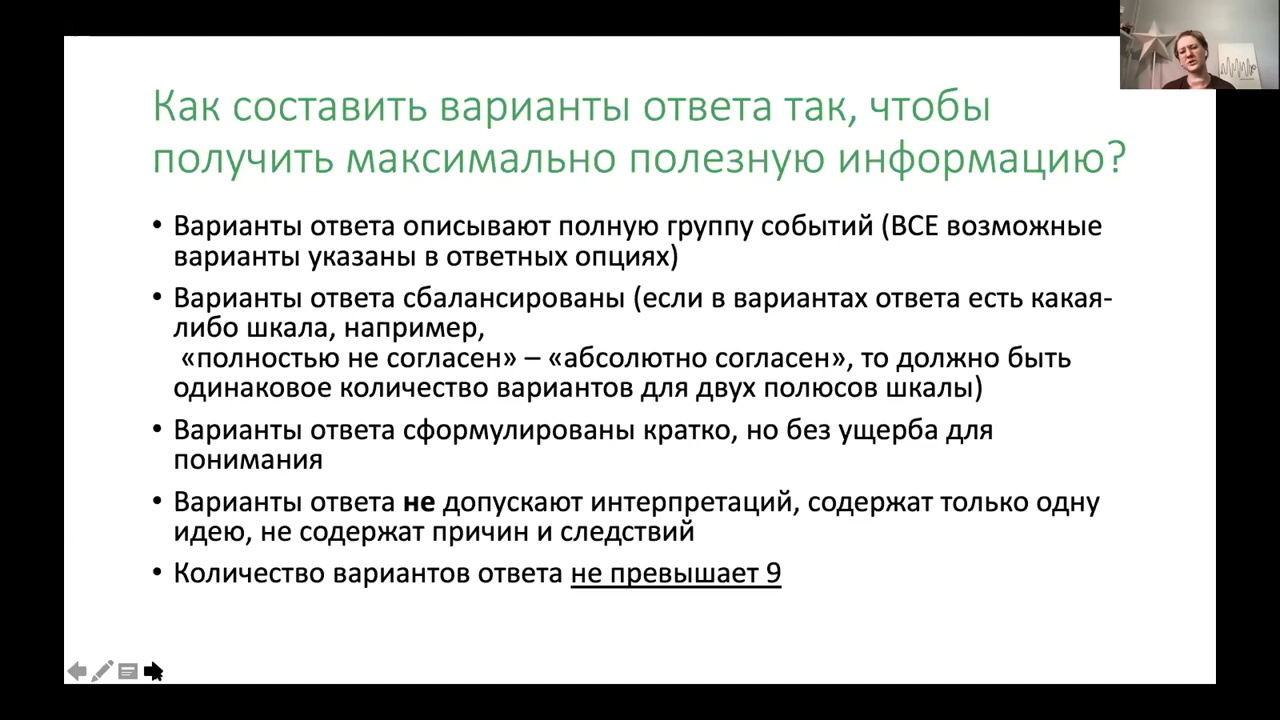 Как составить варианты ответа так, чтобы
получить максимально полезную информацию?
• Варианты ответа описывают полную группу событий (ВСЕ возможные
варианты указаны в ответных опциях)
• Варианты ответа сбалансированы (если в вариантах ответа есть какая-
либо шкала, например,
«полностью не согласен» – «абсолютно согласен», то должно быть
одинаковое количество вариантов для двух полюсов шкалы)
• Варианты ответа сформулированы кратко, но без ущерба для
понимания
• Варианты ответа не допускают интерпретаций, содержат только одну
идею, не содержат причин и следствий
• Количество вариантов ответа не превышает 9